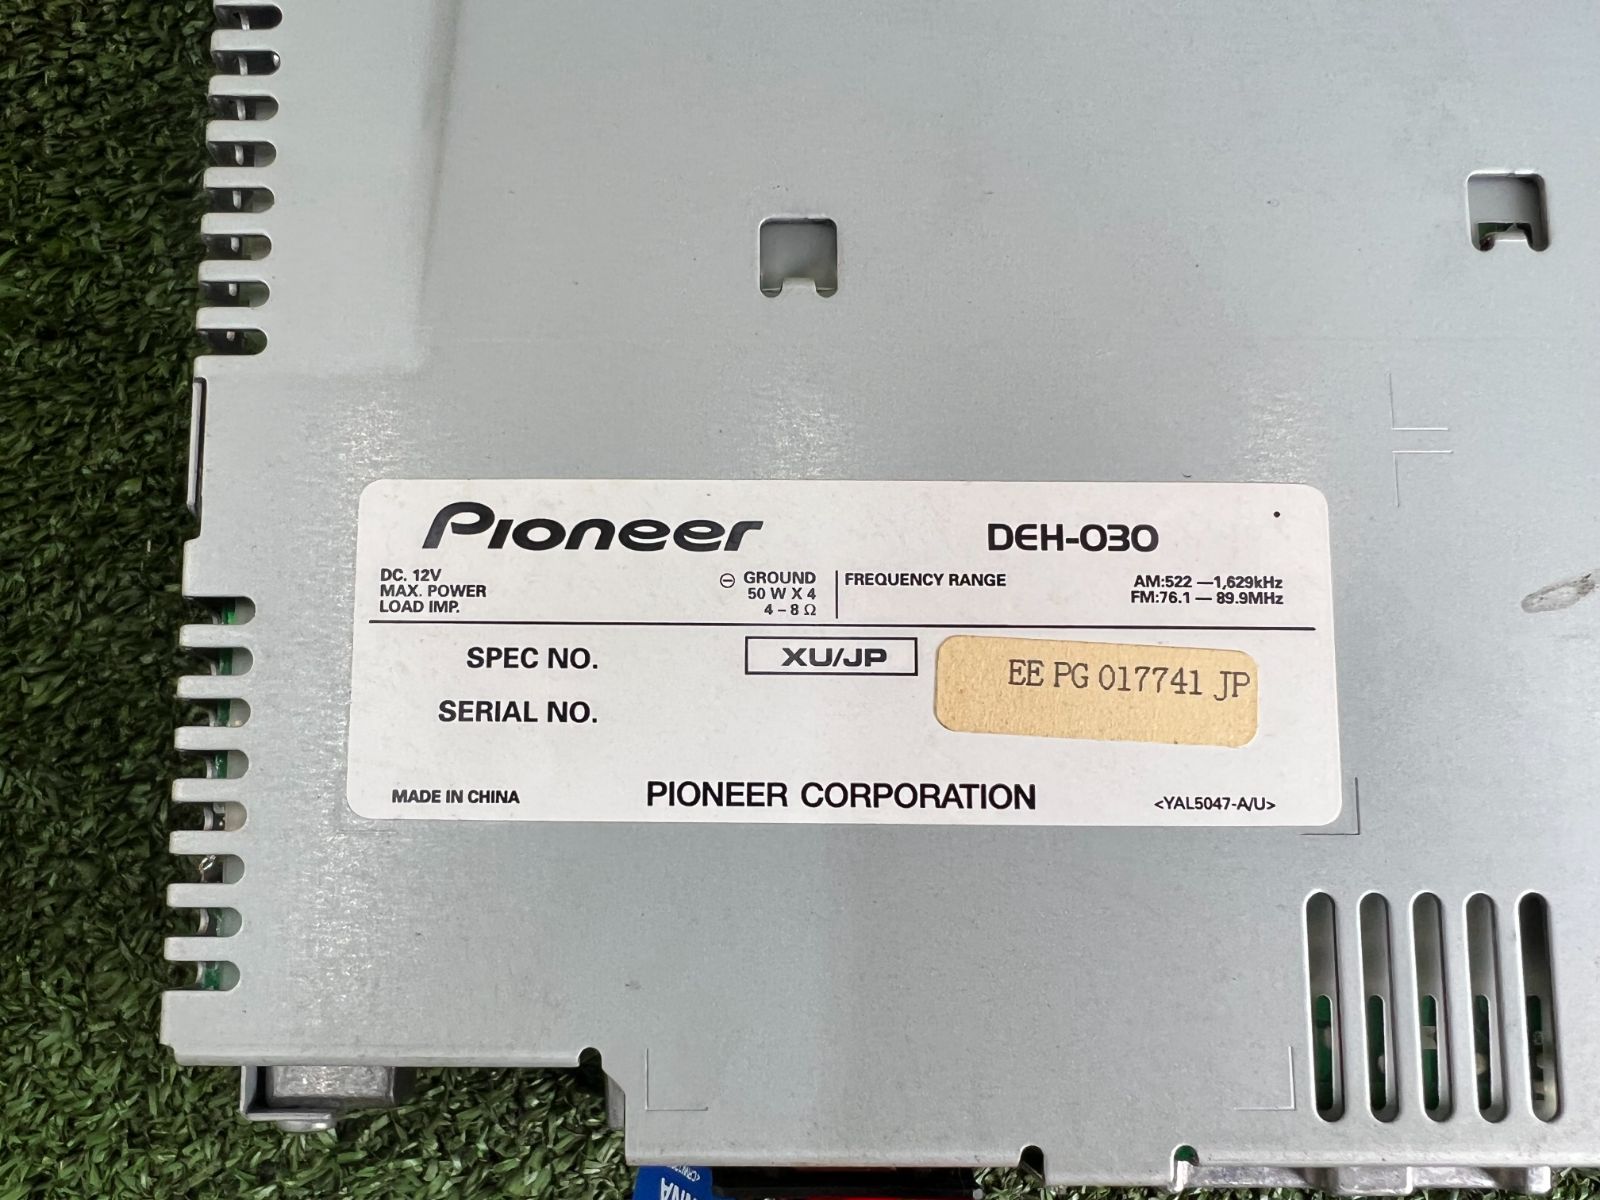 Pioneer DEH-030
DC. 12V ⊖ GROUND FREQUENCY RANGE AM:522 —1,629kHz
MAX. POWER 50 W X 4 FM:76.1 — 89.9MHz
LOAD IMP. 4 – 8 Ω
SPEC NO. XU/JP EE PG 017741 JP
SERIAL NO.
MADE IN CHINA PIONEER CORPORATION <YAL5047-A/U>